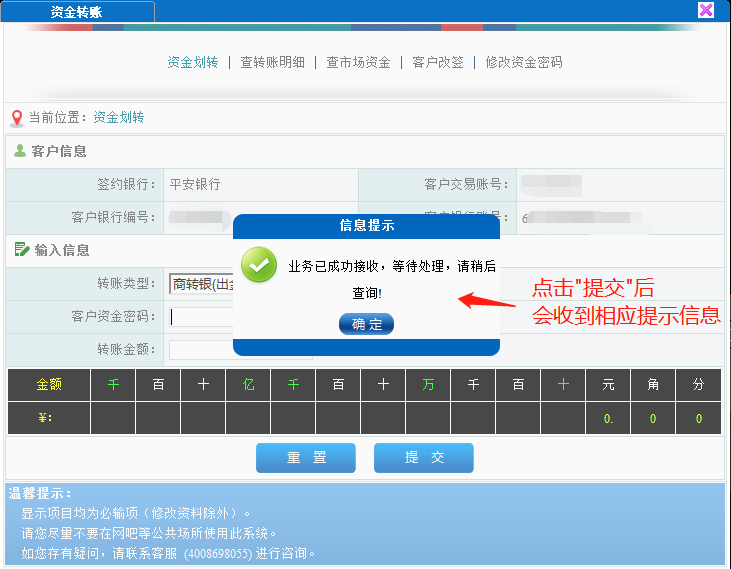 资金转账
资金划转 | 查转账明细 | 查市场资金 | 客户改签 | 修改资金密码
当前位置：资金划转
客户信息
签约银行： 平安银行 客户交易账号：
客户银行编号： 客户银行账号： 6
信息提示
输入信息
业务已成功接收，等待处理，请稍后
查询!
确 定
转账类型： 商转银(出金
客户资金密码：
转账金额：
点击"提交"后
会收到相应提示信息
金额 千 百 十 亿 千 百 十 万 千 百 十 元 角 分
¥: 0. 0 0
重 置 提 交
温馨提示：
显示项目均为必输项（修改资料除外）。
请您尽量不要在网吧等公共场所使用此系统。
如您存有疑问，请联系客服 (4008698055) 进行咨询。